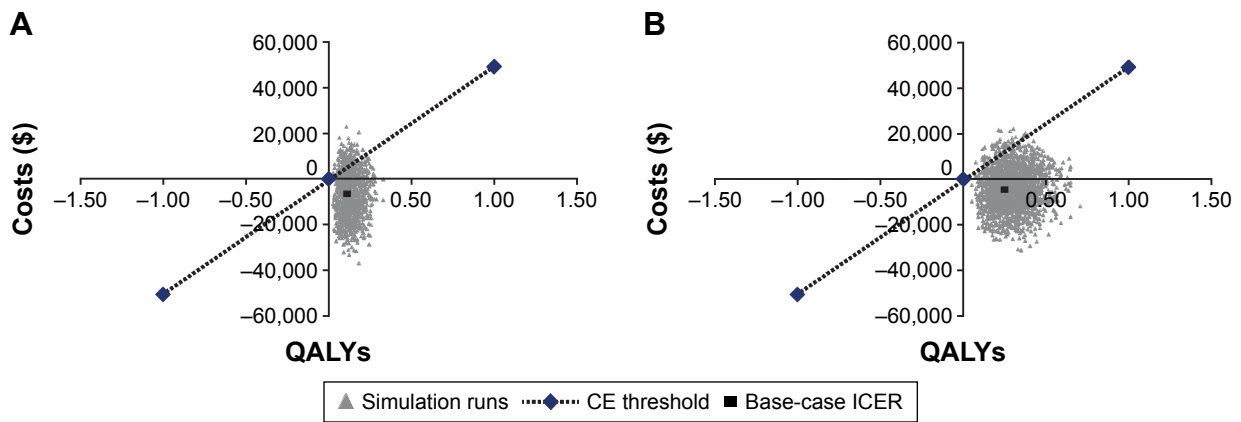 A
60,000
40,000
20,000
0
–20,000
–40,000
–60,000
–1.50 –1.00 –0.50 0.50 1.00 1.50
Costs ($)
QALYs
B
60,000
40,000
20,000
0
–20,000
–40,000
–60,000
–1.50 –1.00 –0.50 0.50 1.00 1.50
Costs ($)
QALYs
Simulation runs CE threshold Base-case ICER